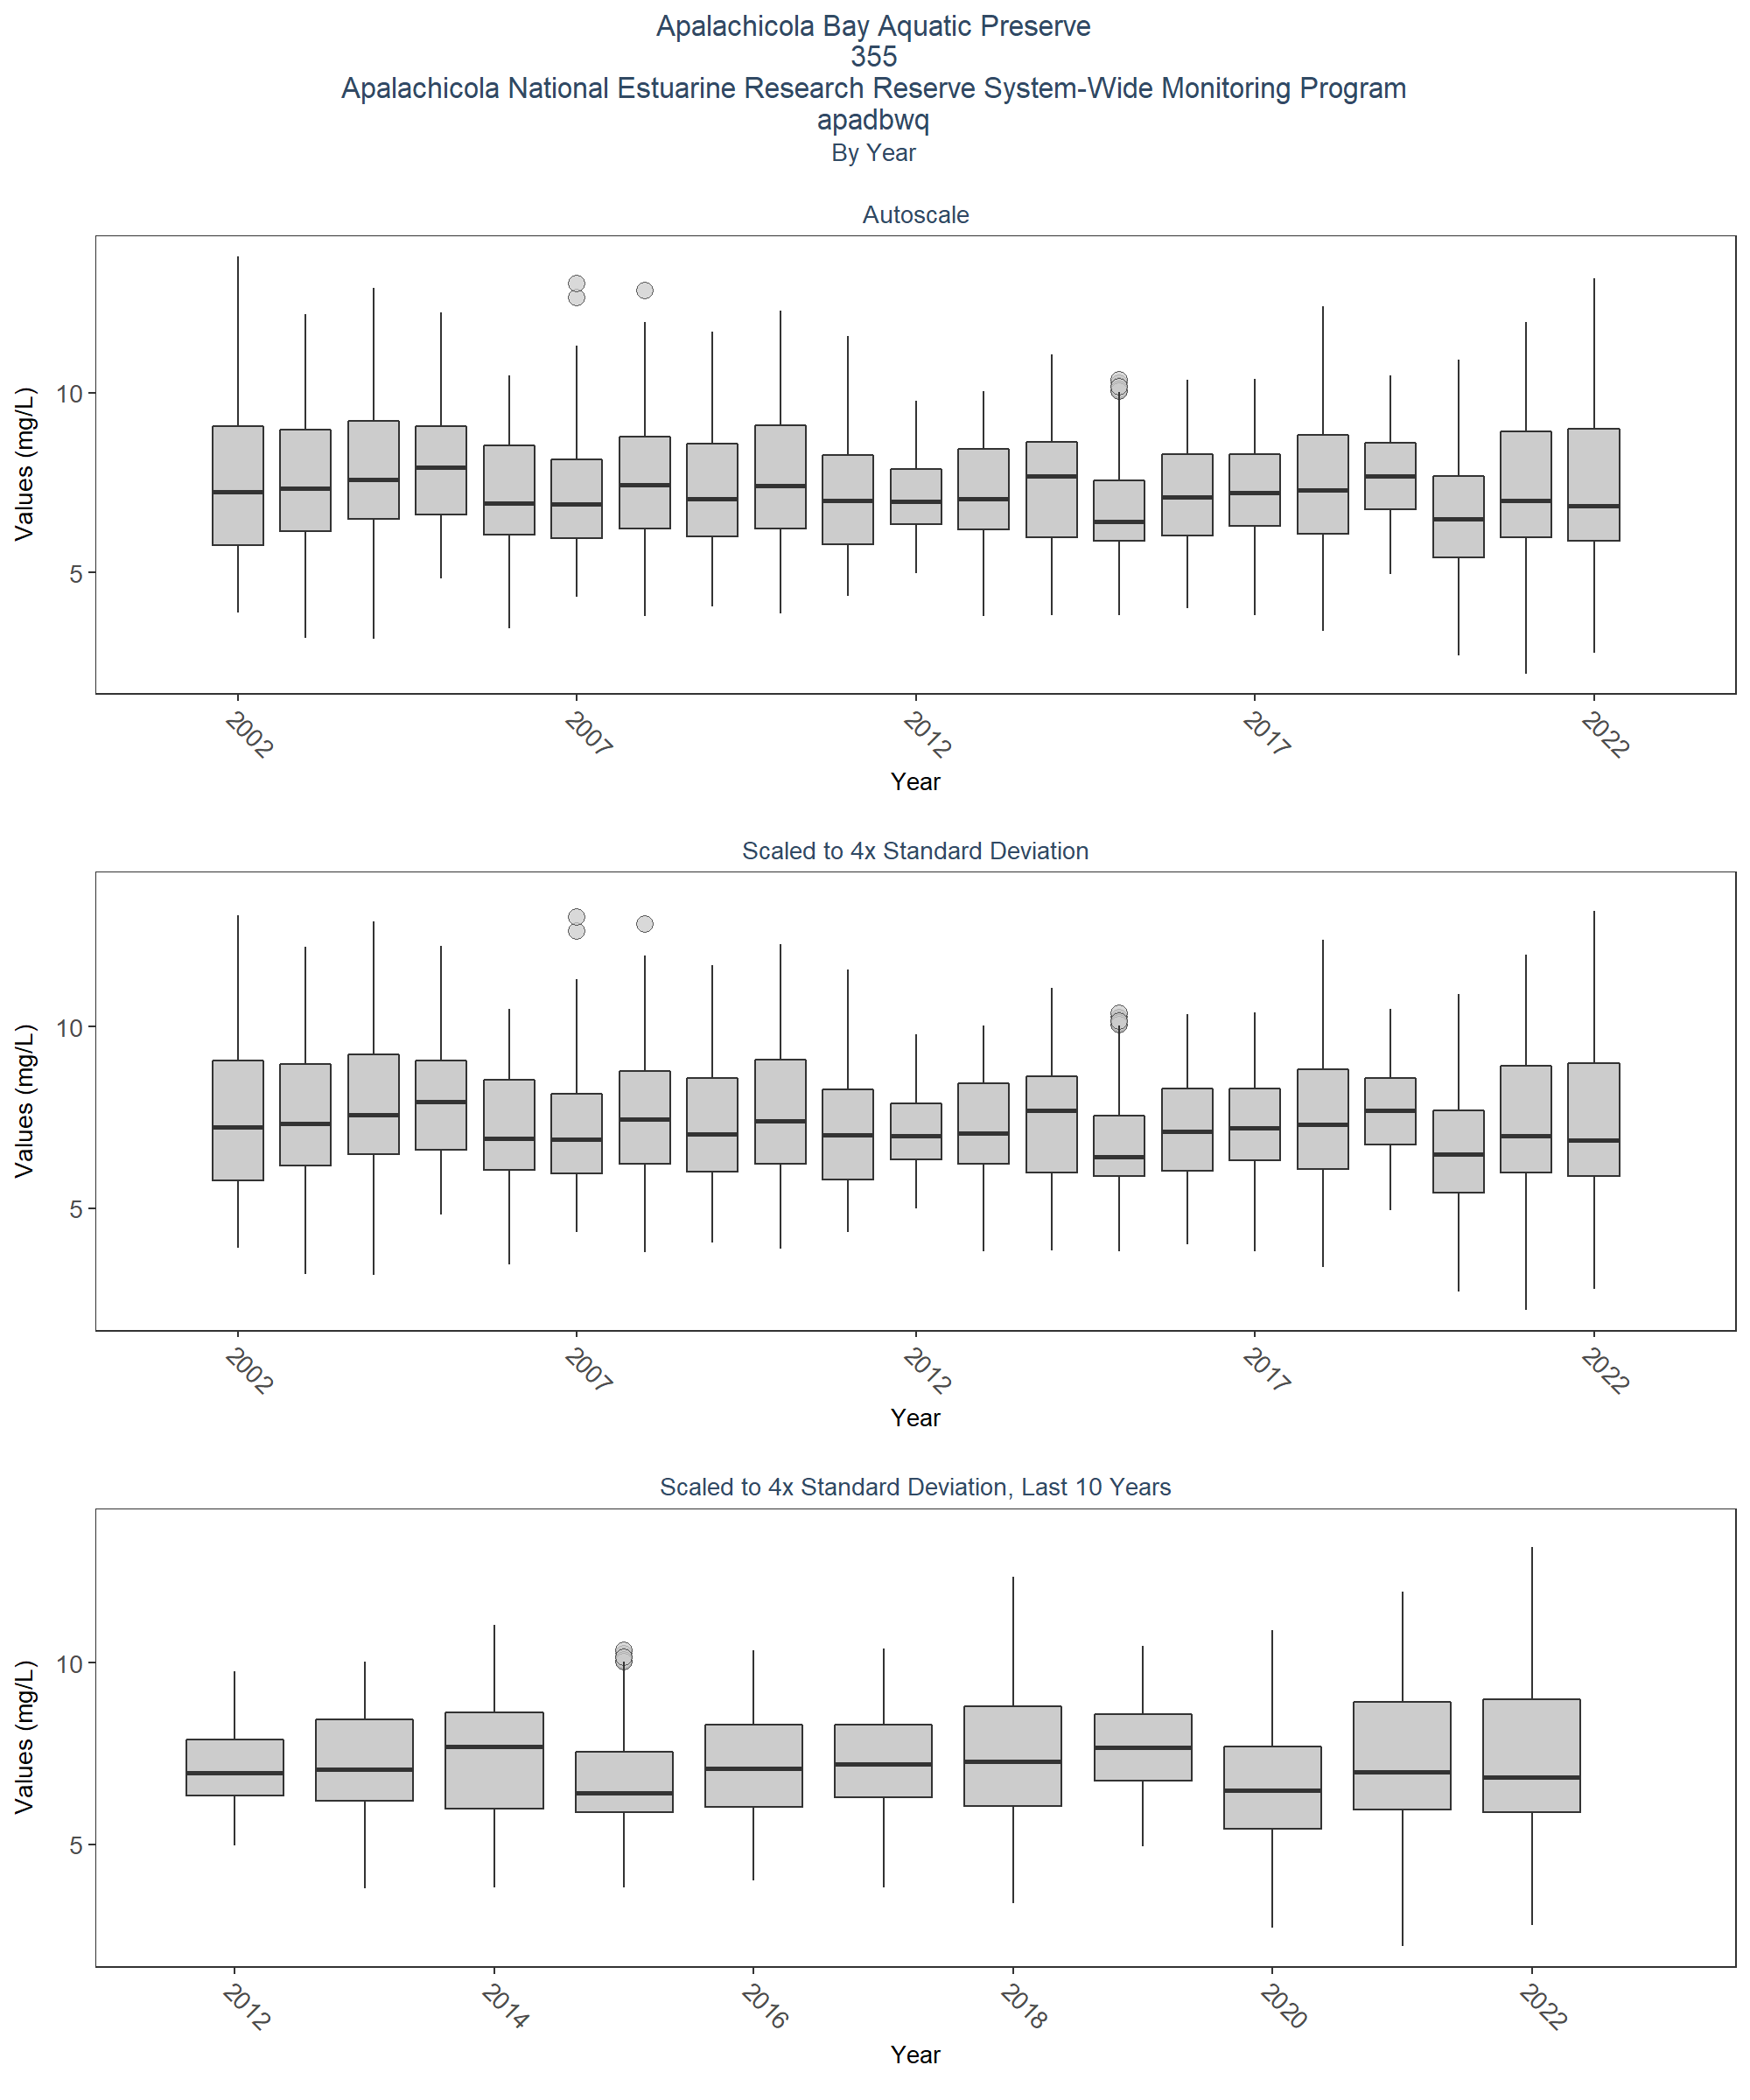 Apalachicola Bay Aquatic Preserve
355
Apalachicola National Estuarine Research Reserve System-Wide Monitoring Program
apadbwq
By Year
Autoscale
Values (mg/L)
10
5
2002 2007 2012 2017 2022
Year
Scaled to 4x Standard Deviation
Values (mg/L)
10
5
2002 2007 2012 2017 2022
Year
Scaled to 4x Standard Deviation, Last 10 Years
Values (mg/L)
10
5
2012 2014 2016 2018 2020 2022
Year